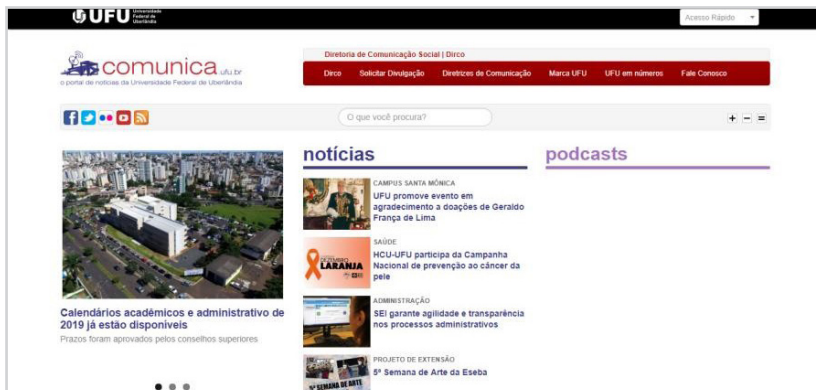 UFU Universidade
Federal de
Uberlândia
Acesso Rápido
comunica.ufu.br
o portal de notícias da Universidade Federal de Uberlândia
Diretoria de Comunicação Social | Dirco
Dirco Solicitar Divulgação Diretrizes de Comunicação Marca UFU UFU em números Fale Conosco
O que você procura?
+ - =
notícias
podcasts
CAMPUS SANTA MÔNICA
UFU promove evento em
agradecimento a doações de Geraldo
França de Lima
SAÚDE
HCU-UFU participa da Campanha
Nacional de prevenção ao câncer da
pele
DEZEMBRO
LARANJA
ADMINISTRAÇÃO
SEI garante agilidade e transparência
nos processos administrativos
Calendários acadêmicos e administrativo de
2019 já estão disponíveis
Prazos foram aprovados pelos conselhos superiores
PROJETO DE EXTENSÃO
5ª Semana de Arte da Eseba
5ª SEMANA DE ARTE